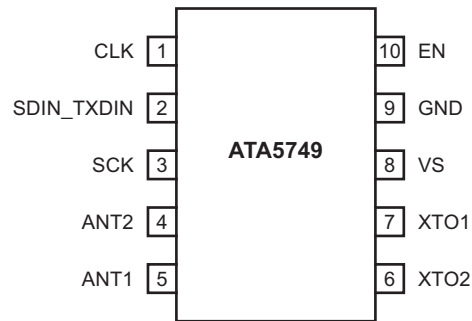 CLK 1
SDIN_TXDIN 2
SCK 3
ANT2 4
ANT1 5
ATA5749
10 EN
9 GND
8 VS
7 XTO1
6 XTO2